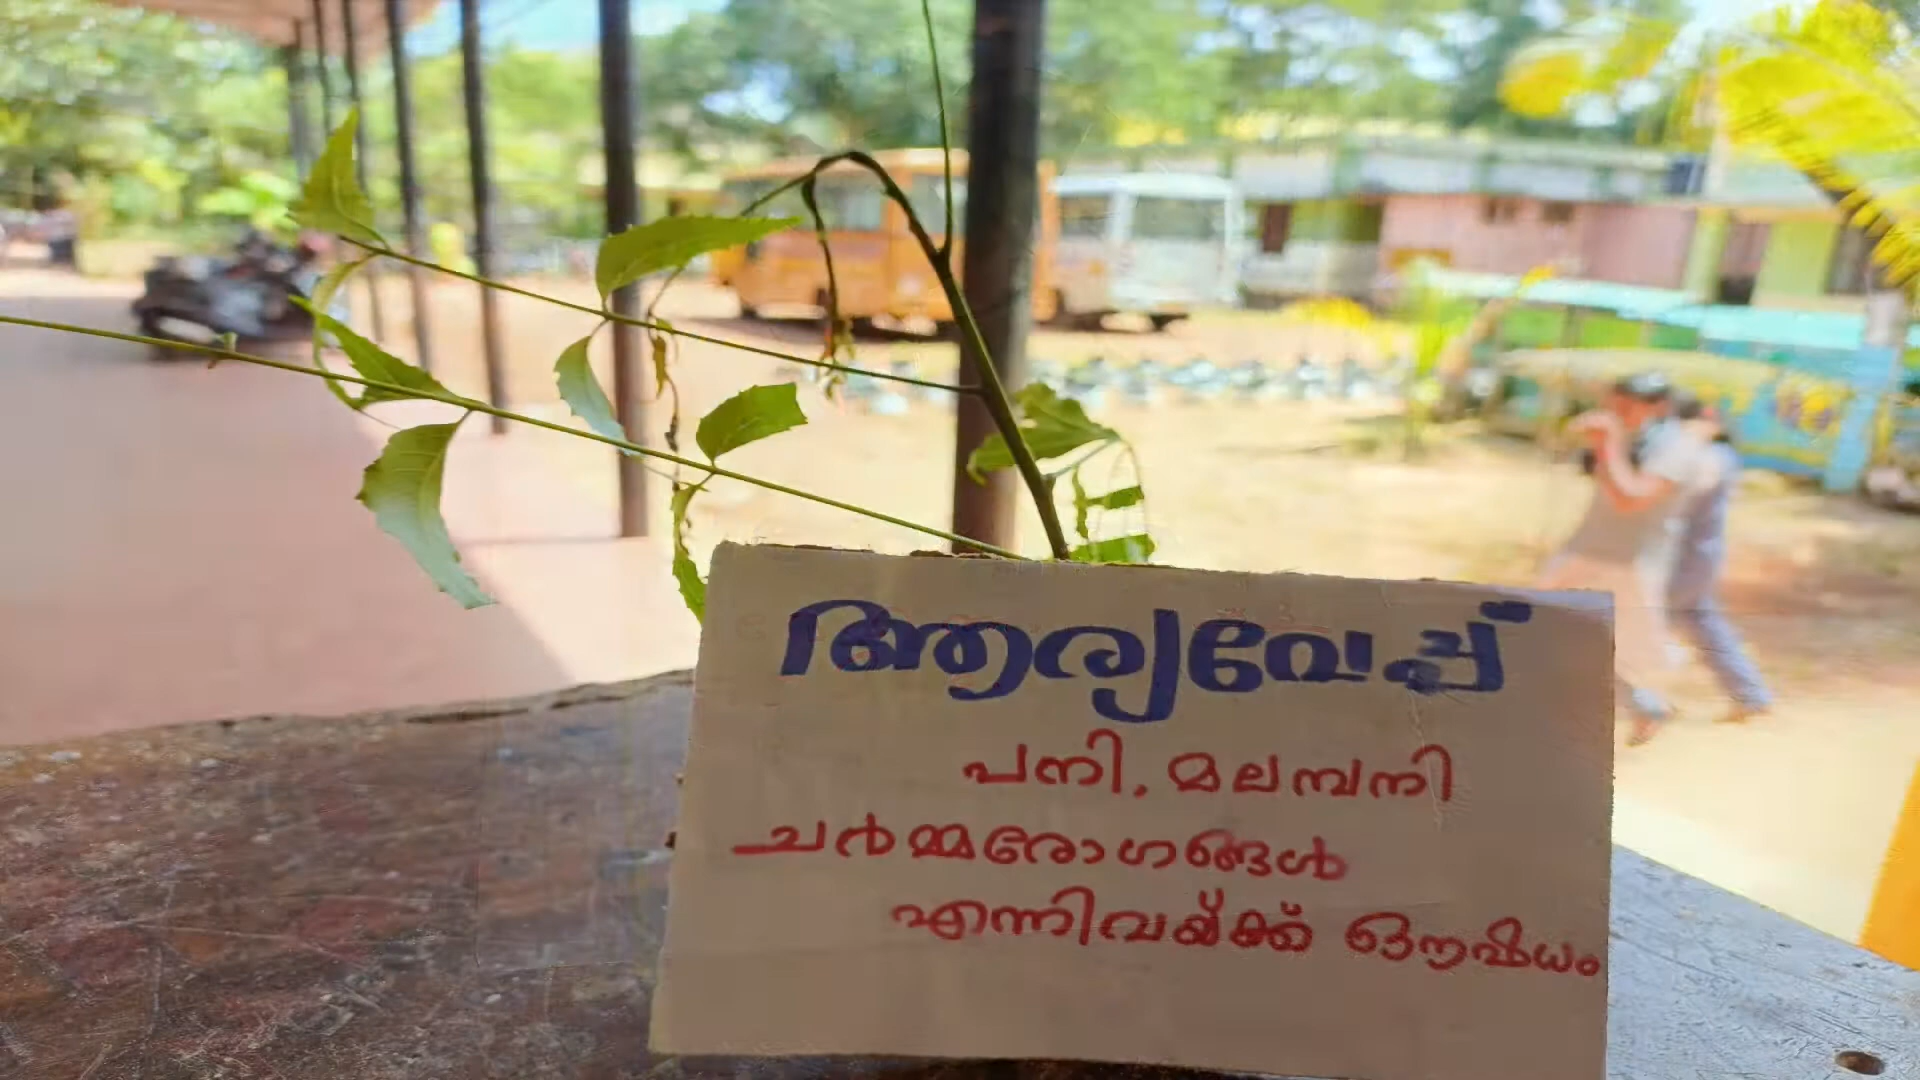 ആര്യവേപ്പ്
പനി, മലമ്പനി
ചർമ്മരോഗങ്ങൾ
എന്നിവയ്ക്ക് ഔഷധം